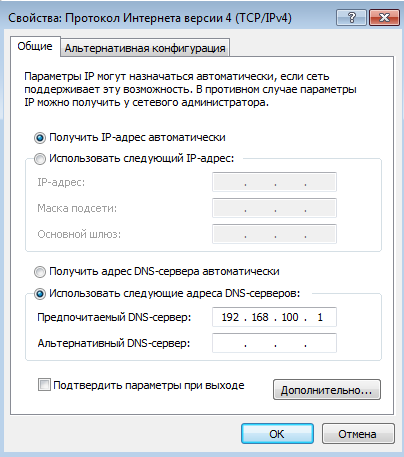 Свойства: Протокол Интернета версии 4 (TCP/IPv4)
Общие
Альтернативная конфигурация
Параметры IP могут назначаться автоматически, если сеть
поддерживает эту возможность. В противном случае параметры
IP можно получить у сетевого администратора.
Получить IP-адрес автоматически
Использовать следующий IP-адрес:
IP-адрес: . . .
Маска подсети: . . .
Основной шлюз: . . .
Получить адрес DNS-сервера автоматически
Использовать следующие адреса DNS-серверов:
Предпочитаемый DNS-сервер: 192 . 168 . 100 . 1
Альтернативный DNS-сервер: . . .
Подтвердить параметры при выходе
Дополнительно...
ОК
Отмена